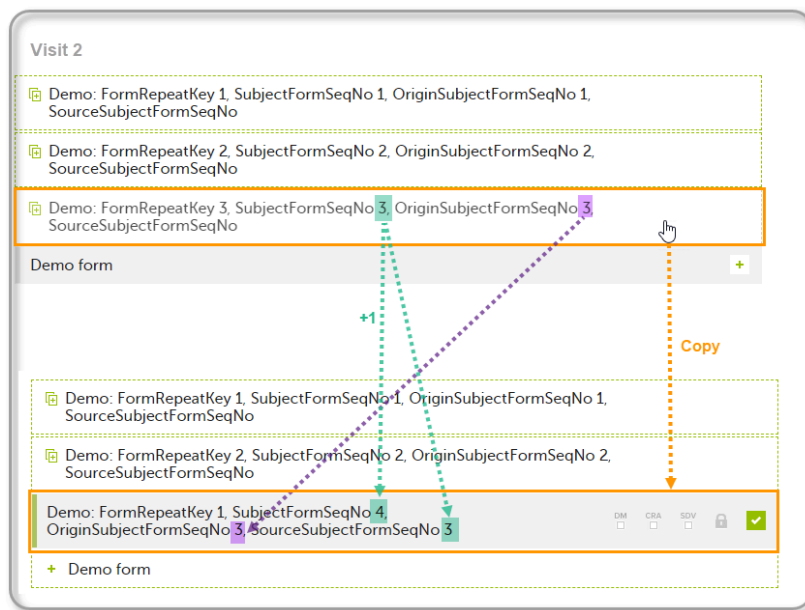 Visit 2
Demo: FormRepeatKey 1, SubjectFormSeqNo 1, OriginSubjectFormSeqNo 1,
SourceSubjectFormSeqNo
Demo: FormRepeatKey 2, SubjectFormSeqNo 2, OriginSubjectFormSeqNo 2,
SourceSubjectFormSeqNo
Demo: FormRepeatKey 3, SubjectFormSeqNo 3, OriginSubjectFormSeqNo 3,
SourceSubjectFormSeqNo
Demo form
+1
Copy
Demo: FormRepeatKey 1, SubjectFormSeqNo 1, OriginSubjectFormSeqNo 1,
SourceSubjectFormSeqNo
Demo: FormRepeatKey 2, SubjectFormSeqNo 2, OriginSubjectFormSeqNo 2,
SourceSubjectFormSeqNo
Demo: FormRepeatKey 1, SubjectFormSeqNo 4,
OriginSubjectFormSeqNo 3, SourceSubjectFormSeqNo 3
DM CRA SDV
+ Demo form